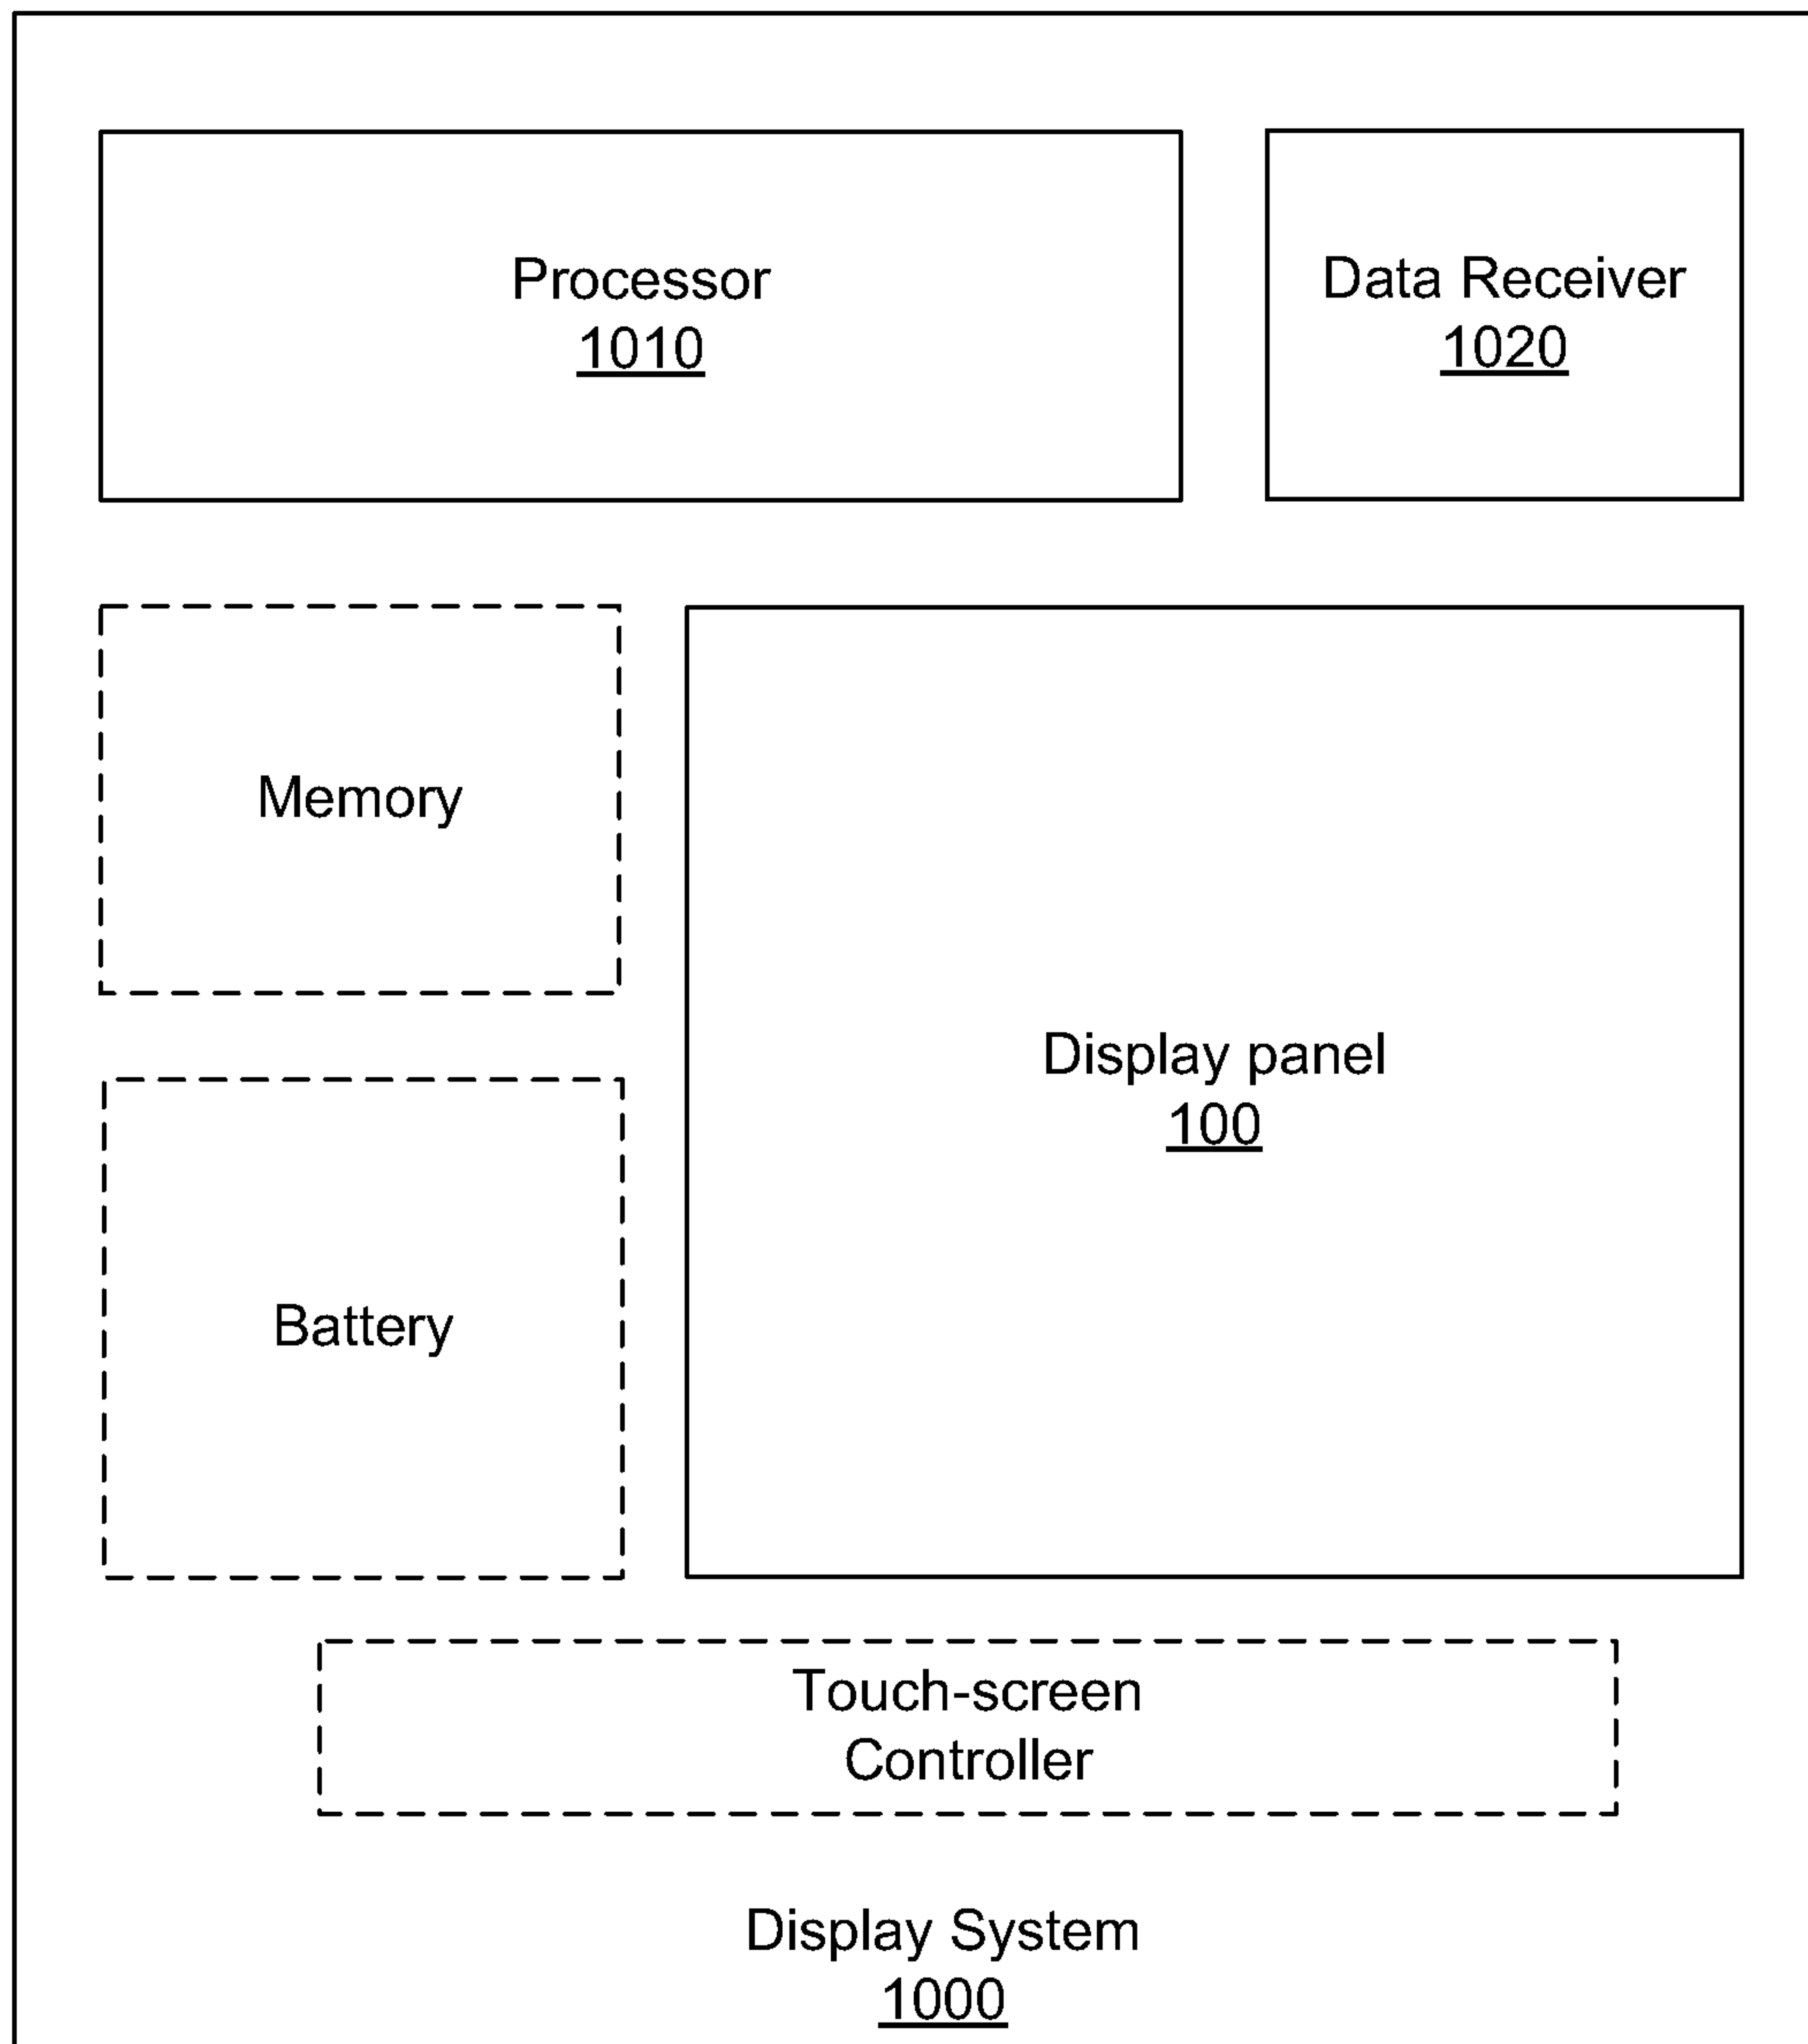 Processor
1010
Data Receiver
1020
Memory
Display panel
100
Battery
Touch-screen
Controller
Display System
1000